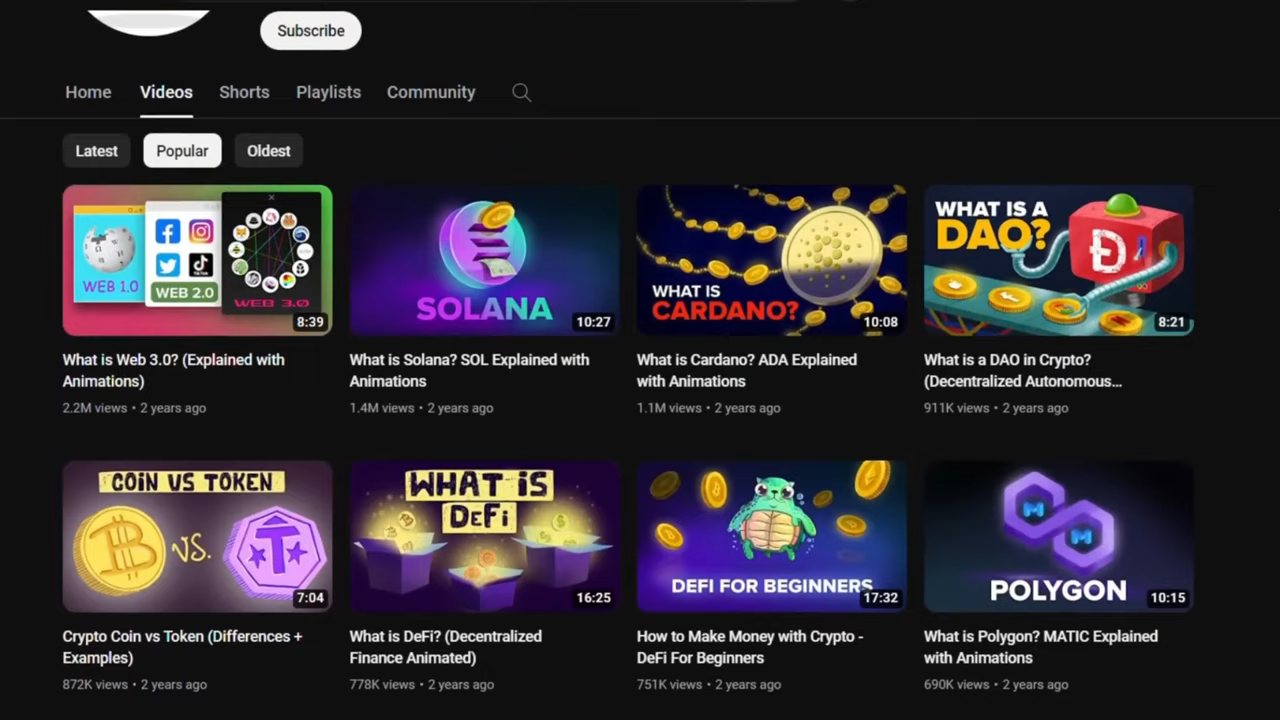 Subscribe
Home Videos Shorts Playlists Community
Latest Popular Oldest
WEB 1.0
WEB 2.0
WEB 3.0
8:39
SOLANA
10:27
WHAT IS
CARDANO?
10:08
WHAT IS A
DAO?
8:21
What is Web 3.0? (Explained with
Animations)
2.2M views • 2 years ago
What is Solana? SOL Explained with
Animations
1.4M views • 2 years ago
What is Cardano? ADA Explained
with Animations
1.1M views • 2 years ago
What is a DAO in Crypto?
(Decentralized Autonomous...
911K views • 2 years ago
COIN VS TOKEN
VS.
7:04
WHAT IS
DEFI
16:25
DEFI FOR BEGINNERS
17:32
POLYGON
10:15
Crypto Coin vs Token (Differences +
Examples)
872K views • 2 years ago
What is DeFi? (Decentralized
Finance Animated)
778K views • 2 years ago
How to Make Money with Crypto -
DeFi For Beginners
751K views • 2 years ago
What is Polygon? MATIC Explained
with Animations
690K views • 2 years ago